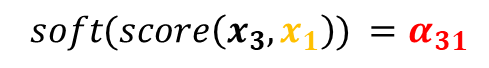 soft(score(x₃,x₁)) = α₃₁